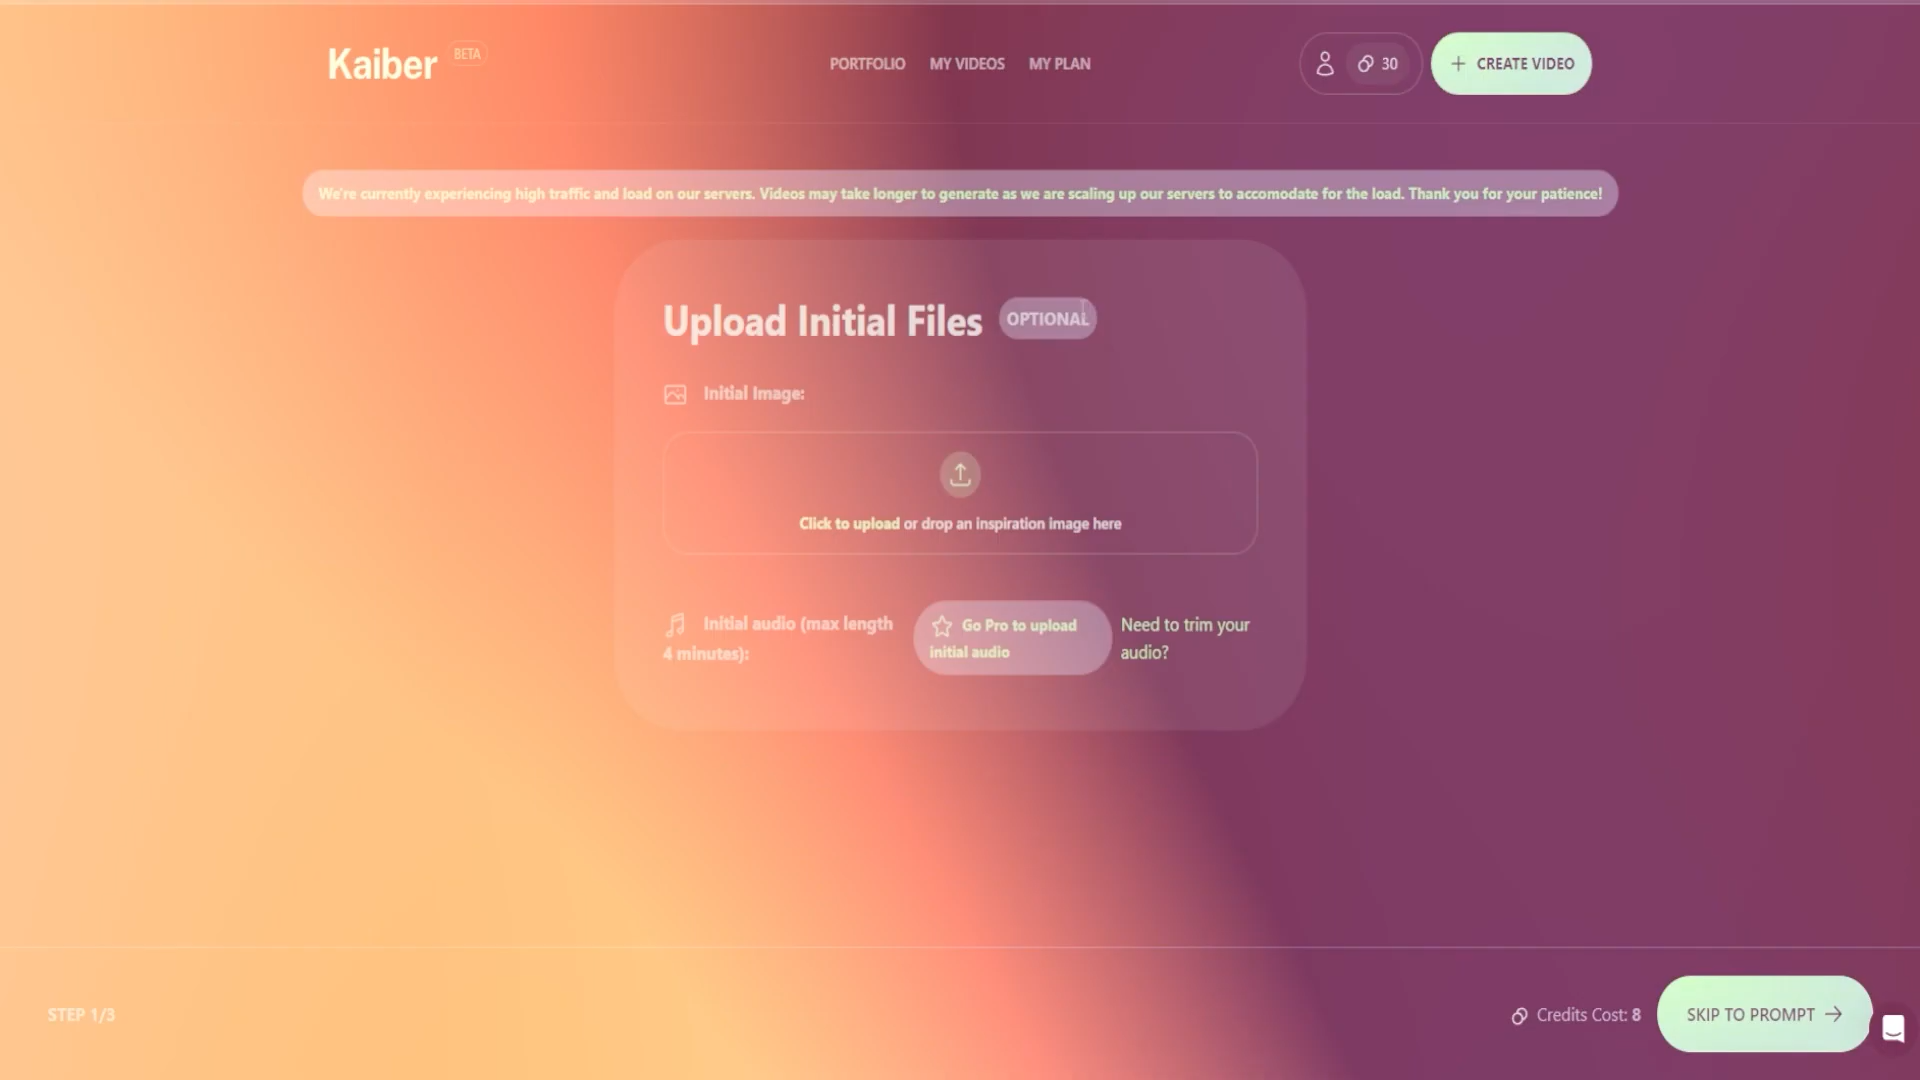 Kaiber BETA
PORTFOLIO MY VIDEOS MY PLAN
30
CREATE VIDEO
We're currently experiencing high traffic and load on our servers. Videos may take longer to generate as we are scaling up our servers to accomodate for the load. Thank you for your patience!
Upload Initial Files OPTIONAL
Initial Image:
Click to upload or drop an inspiration image here
Initial audio (max length
4 minutes):
Go Pro to upload
initial audio
Need to trim your
audio?
STEP 1/3
Credits Cost: 8
SKIP TO PROMPT